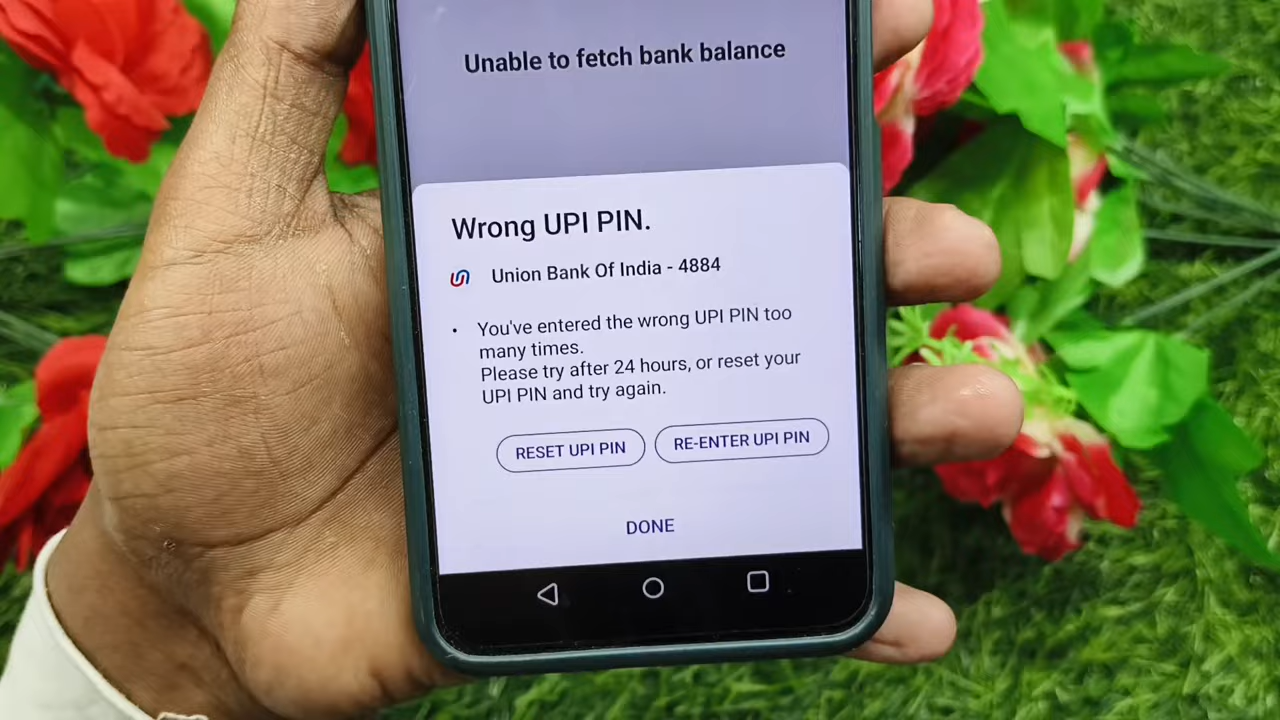 Unable to fetch bank balance
Wrong UPI PIN.
Union Bank Of India - 4884
• You've entered the wrong UPI PIN too
many times.
Please try after 24 hours, or reset your
UPI PIN and try again.
RESET UPI PIN
RE-ENTER UPI PIN
DONE